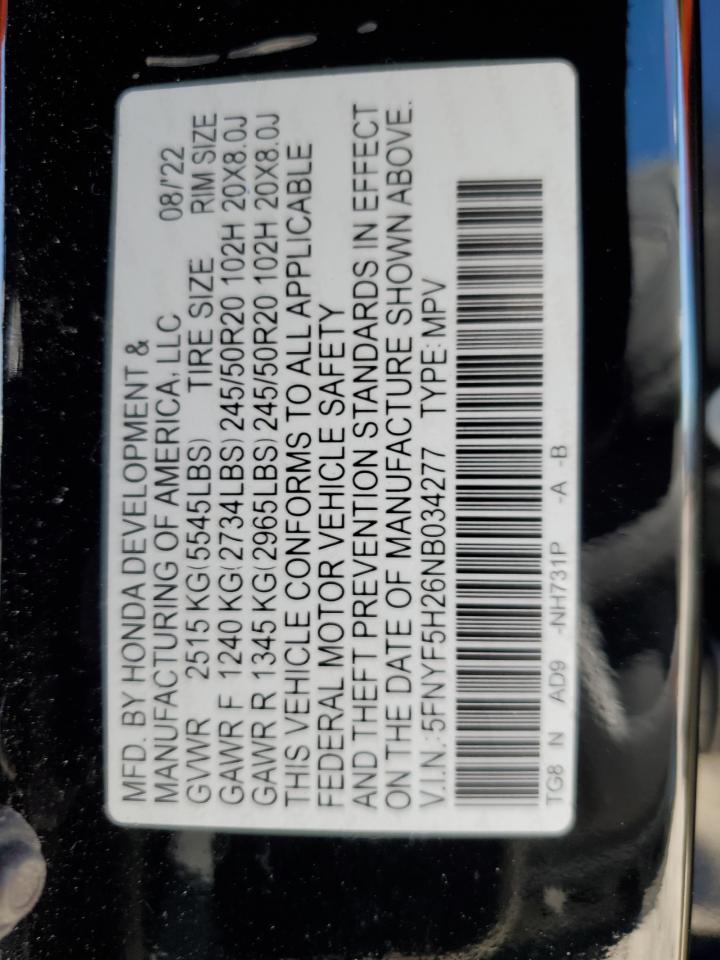 MFD. BY HONDA DEVELOPMENT &
MANUFACTURING OF AMERICA, LLC 08/'22
GVWR 2515 KG(5545LBS) TIRE SIZE RIM SIZE
GAWR F 1240 KG(2734LBS) 245/50R20 102H 20X8.0J
GAWR R 1345 KG(2965LBS) 245/50R20 102H 20X8.0J
THIS VEHICLE CONFORMS TO ALL APPLICABLE
FEDERAL MOTOR VEHICLE SAFETY
AND THEFT PREVENTION STANDARDS IN EFFECT
ON THE DATE OF MANUFACTURE SHOWN ABOVE.
V.I.N.:5FNYF5H26NB034277 TYPE:MPV
TG8 N AD9 -NH731P -A -B